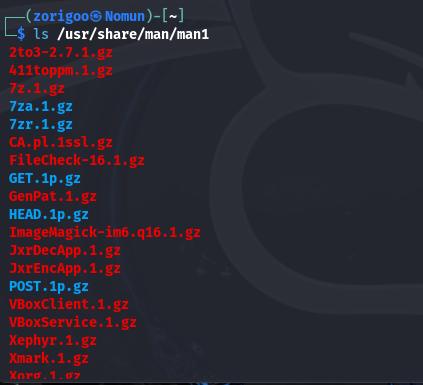 (zorigoo㉿Nomun)-[~]
$ ls /usr/share/man/man1
2to3-2.7.1.gz
411toppm.1.gz
7z.1.gz
7za.1.gz
7zr.1.gz
CA.pl.1ssl.gz
FileCheck-16.1.gz
GET.1p.gz
GenPat.1.gz
HEAD.1p.gz
ImageMagick-im6.q16.1.gz
JxrDecApp.1.gz
JxrEncApp.1.gz
POST.1p.gz
VBoxClient.1.gz
VBoxService.1.gz
Xephyr.1.gz
Xmark.1.gz
Xorg.1.gz